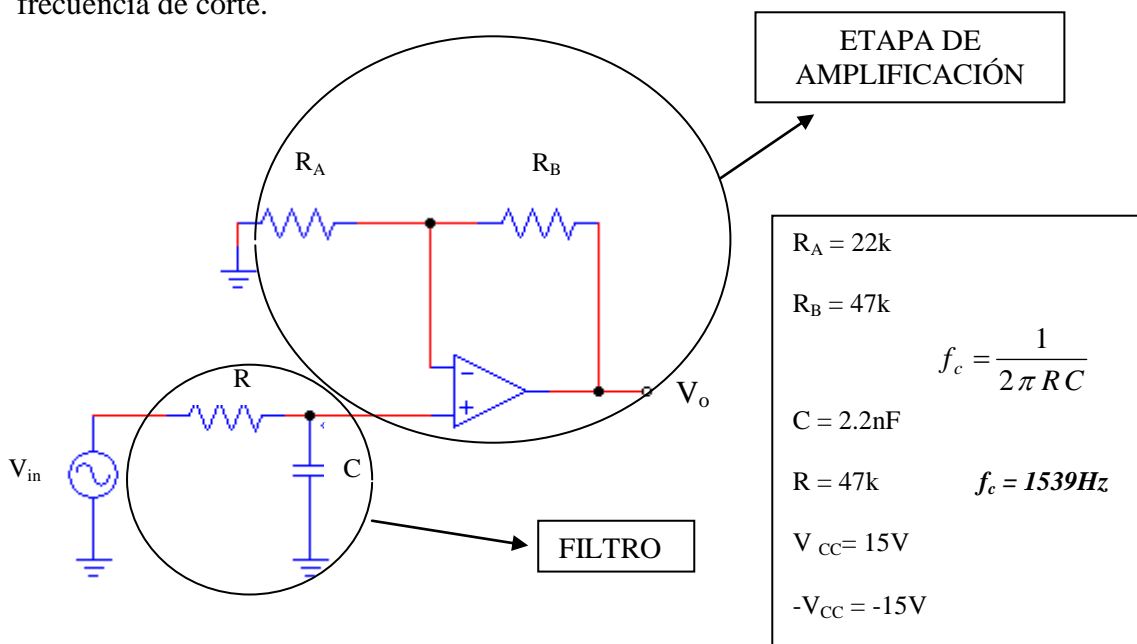 frecuencia de corte.
ETAPA DE
AMPLIFICACIÓN
R_A
R_B
R_A = 22k
R_B = 47k
f_c = 1 / 2 π R C
R
V_o
C = 2.2nF
V_in
C
R = 47k f_c = 1539Hz
FILTRO
V_CC= 15V
-V_CC = -15V